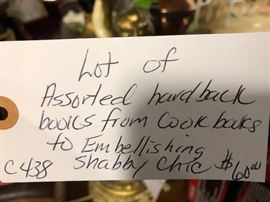 Lot of
Assorted hardback
books from Cook books
to Embellishing
C438 Shabby Chic $60.00